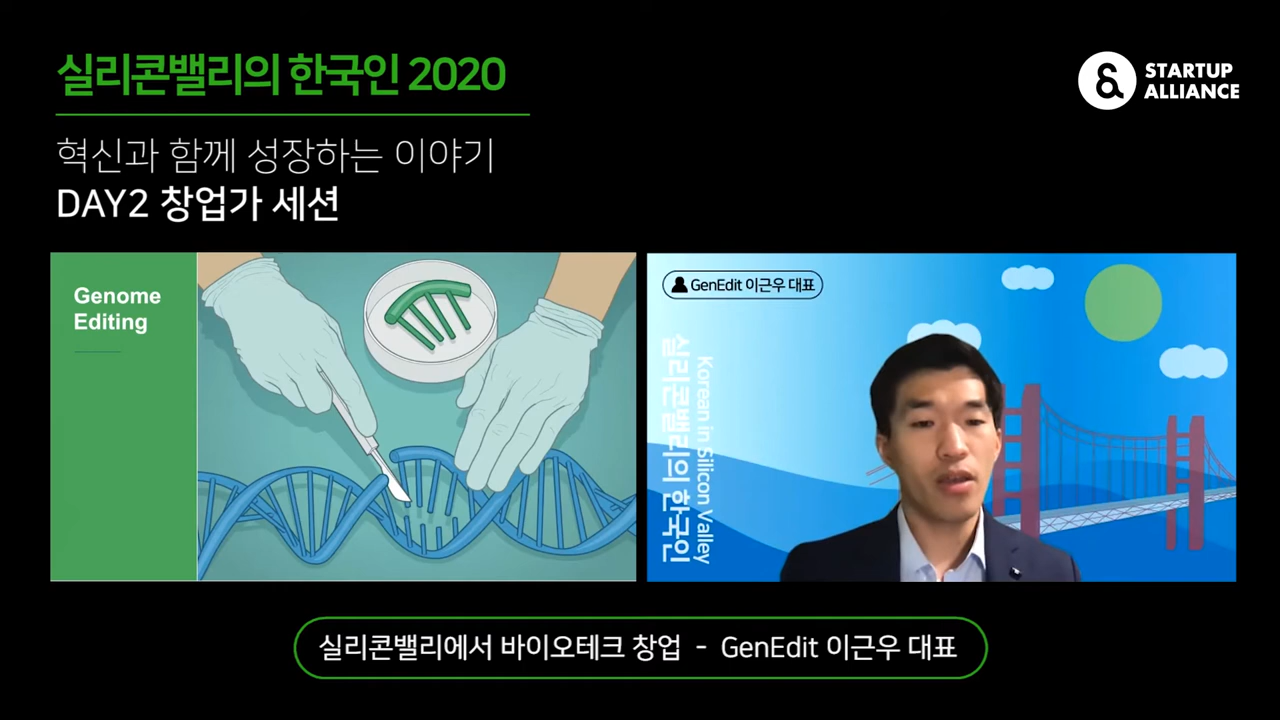 실리콘밸리의 한국인 2020
STARTUP
ALLIANCE
혁신과 함께 성장하는 이야기
DAY2 창업가 세션
Genome
Editing
GenEdit 이근우 대표
Korean in Silicon Valley
실리콘밸리의 한국인
실리콘밸리에서 바이오테크 창업 - GenEdit 이근우 대표